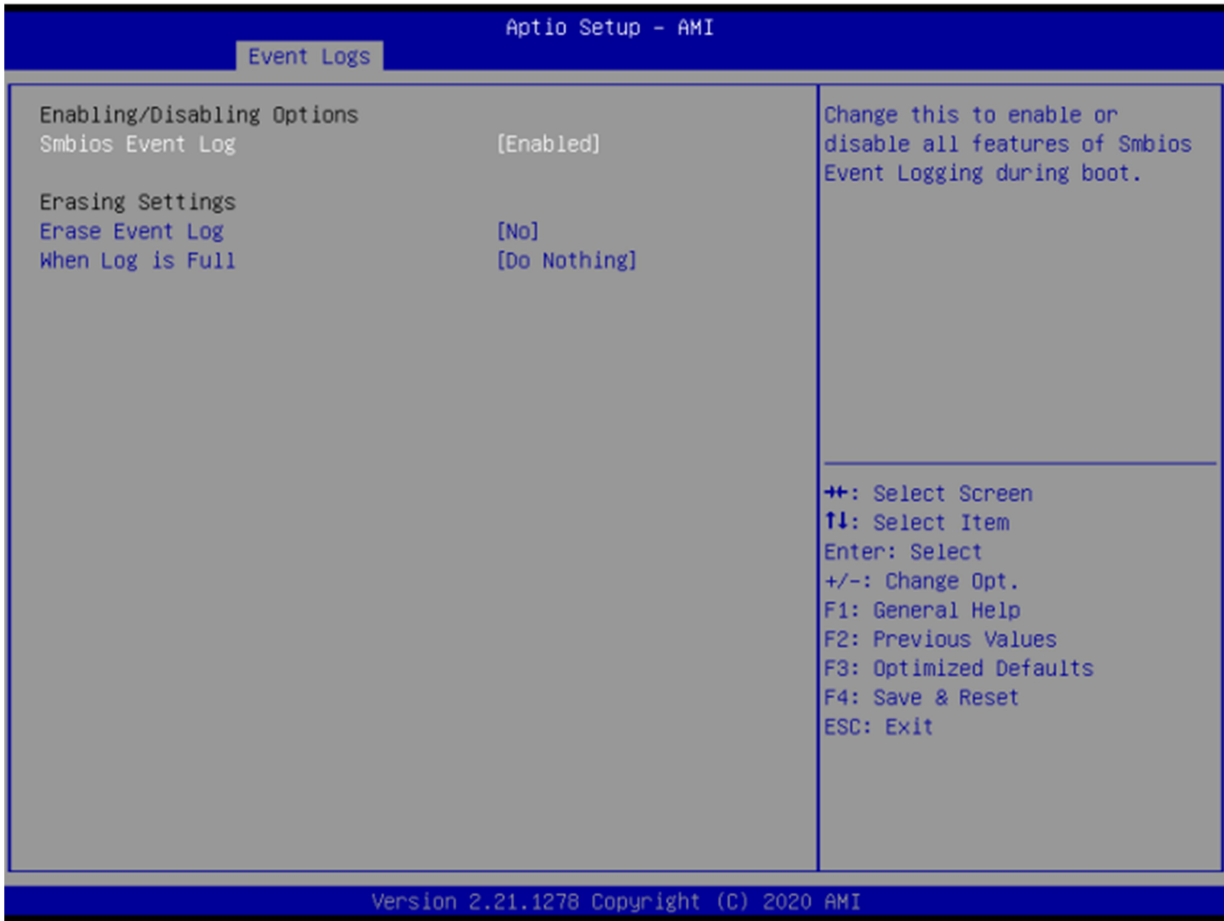 Aptio Setup – AMI
Event Logs
Enabling/Disabling Options
Smbios Event Log [Enabled]
Erasing Settings
Erase Event Log [No]
When Log is Full [Do Nothing]
Change this to enable or
disable all features of Smbios
Event Logging during boot.
→←: Select Screen
↑↓: Select Item
Enter: Select
+/-: Change Opt.
F1: General Help
F2: Previous Values
F3: Optimized Defaults
F4: Save & Reset
ESC: Exit
Version 2.21.1278 Copyright (C) 2020 AMI